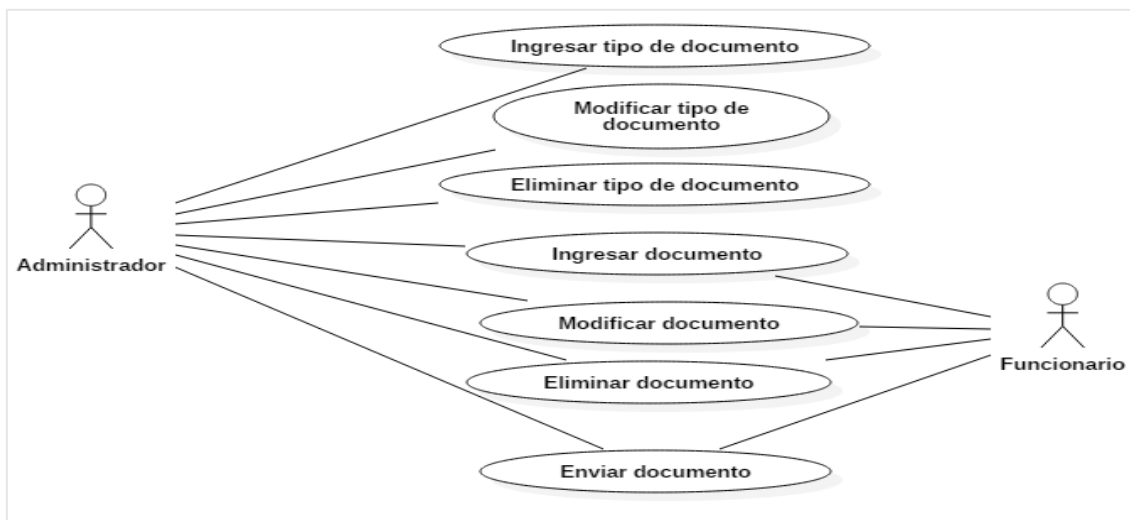 Ingresar tipo de documento
Modificar tipo de
documento
Eliminar tipo de documento
Ingresar documento
Administrador
Modificar documento
Funcionario
Eliminar documento
Enviar documento